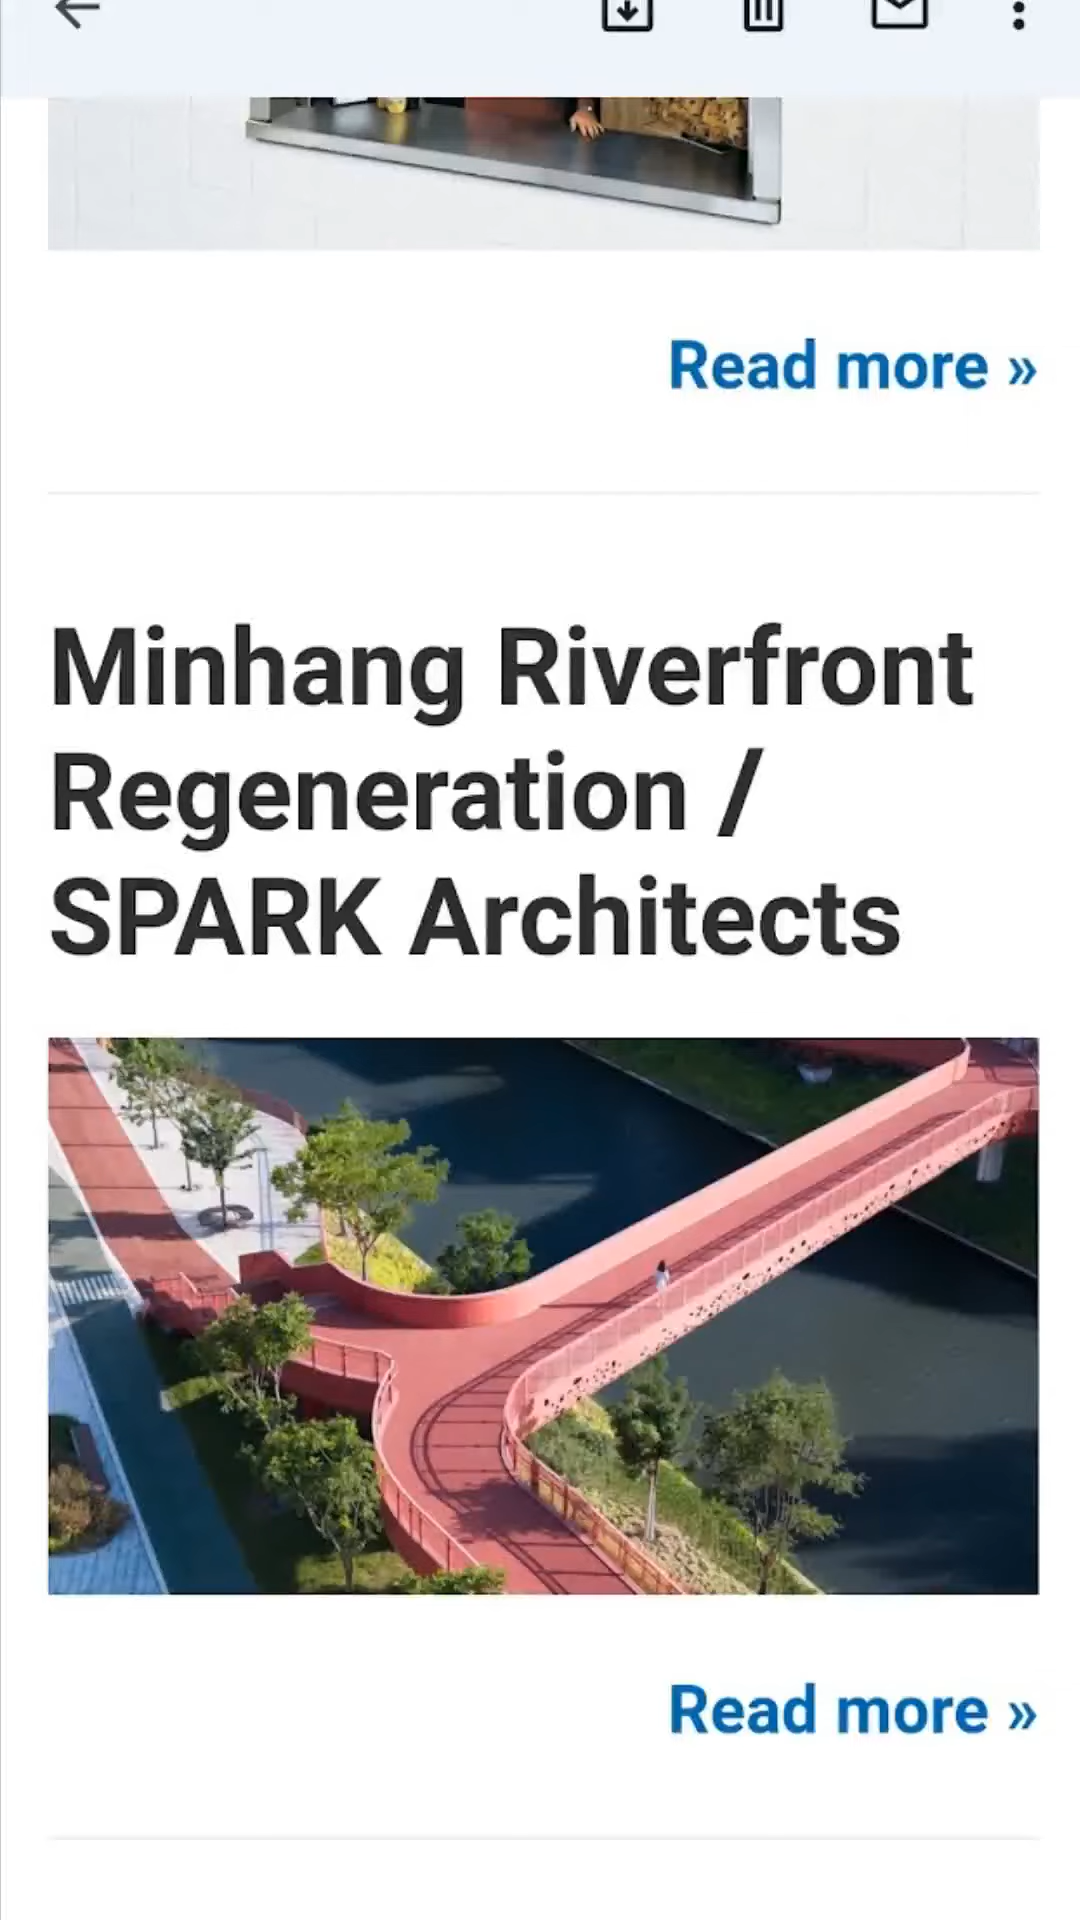 Read more »
Minhang Riverfront
Regeneration /
SPARK Architects
Read more »